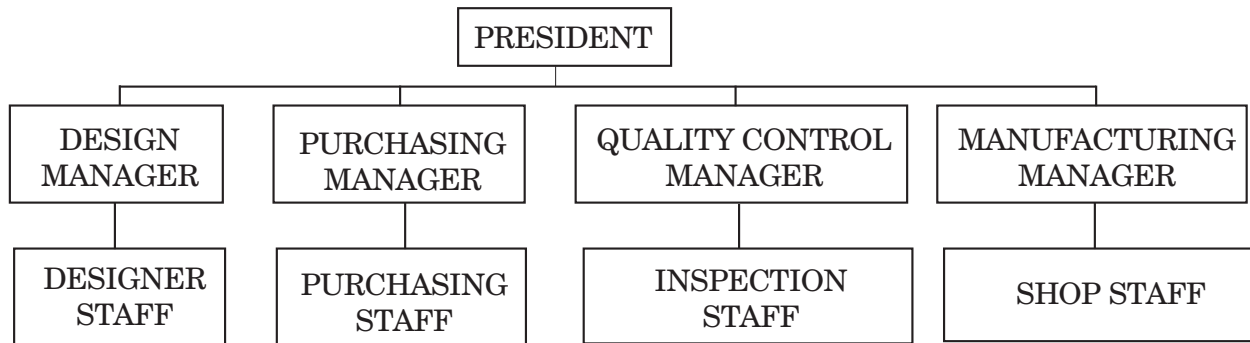 PRESIDENT
DESIGN
MANAGER
PURCHASING
MANAGER
QUALITY CONTROL
MANAGER
MANUFACTURING
MANAGER
DESIGNER
STAFF
PURCHASING
STAFF
INSPECTION
STAFF
SHOP STAFF